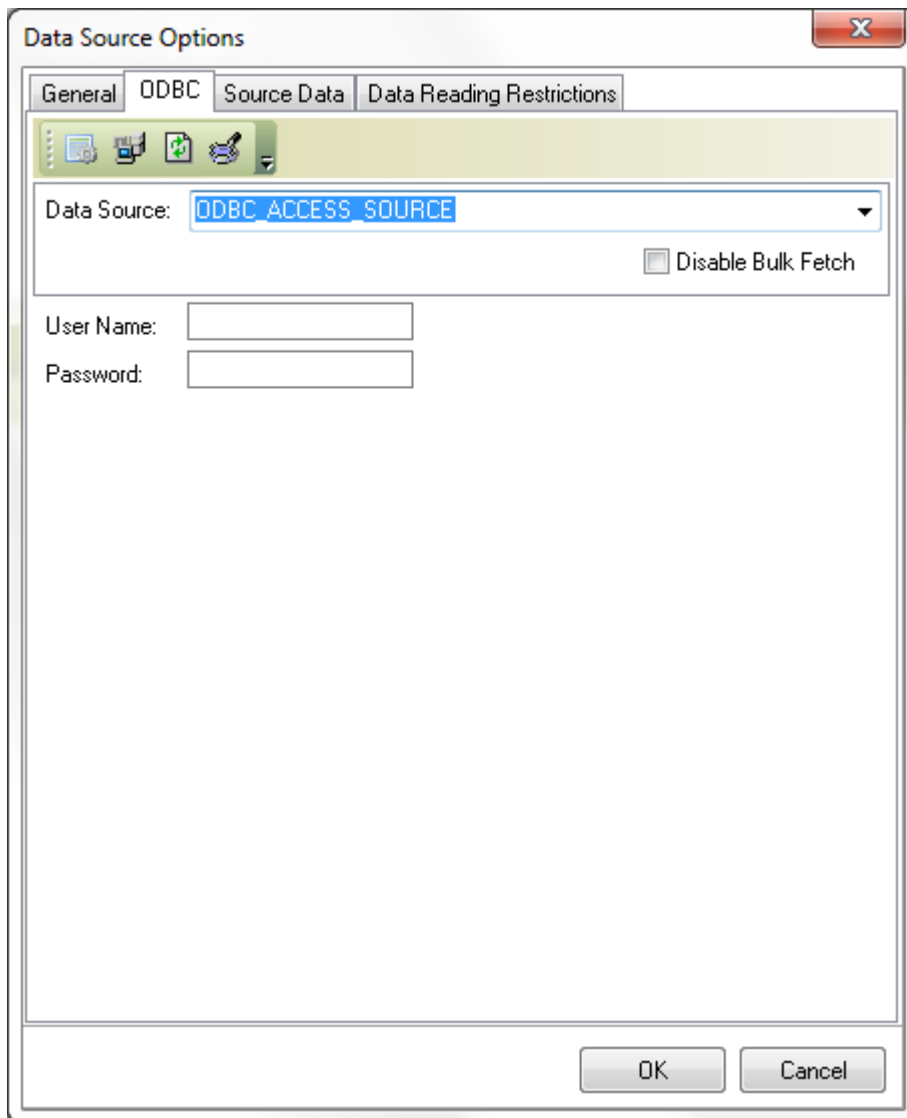 Data Source Options
General ODBC Source Data Data Reading Restrictions
Data Source: ODBC_ACCESS_SOURCE
Disable Bulk Fetch
User Name:
Password:
OK Cancel